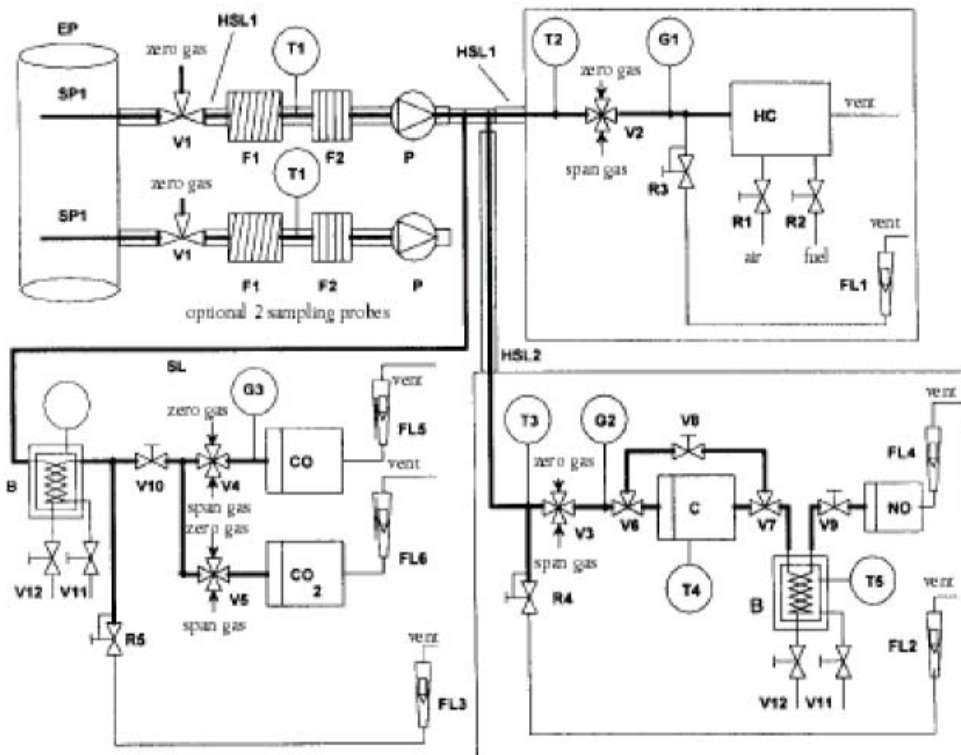 EP
HSL1
zero gas
T1
SP1
V1
F1
F2
P
zero gas
T1
SP1
V1
F1
F2
P
optional 2 sampling probes
HSL1
T2
G1
zero gas
V2
span gas
HC
vent
R3
R1
R2
air
fuel
vent
FL1
SL
HSL2
zero gas
G3
vent
FL5
CO
B
V10
V4
span gas
zero gas
vent
FL6
CO
2
V5
span gas
V12
V11
R5
vent
FL3
T3
G2
V8
vent
FL4
zero gas
V3
V6
C
V7
V9
NO
span gas
R4
T4
B
T5
vent
FL2
V12
V11